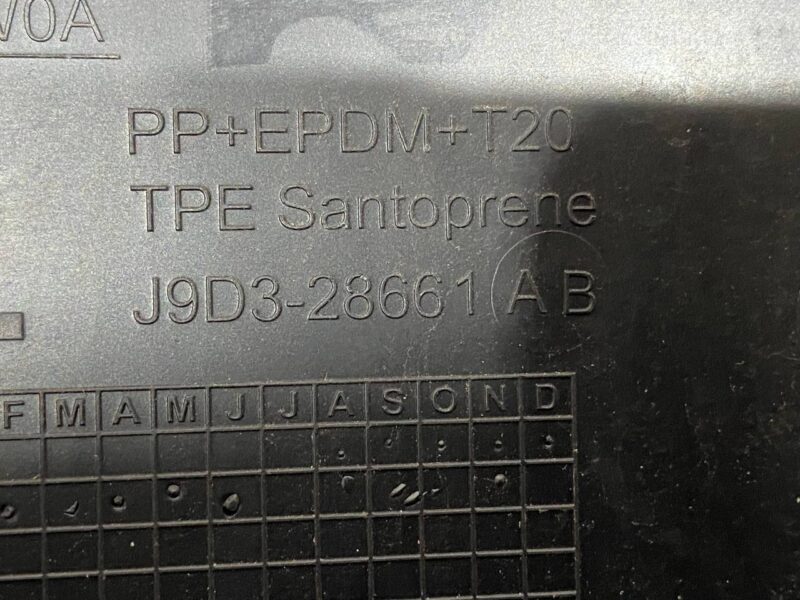 W0A
PP+EPDM+T20
TPE Santoprene
J9D3-28661 AB
F M A M J J A S O N D